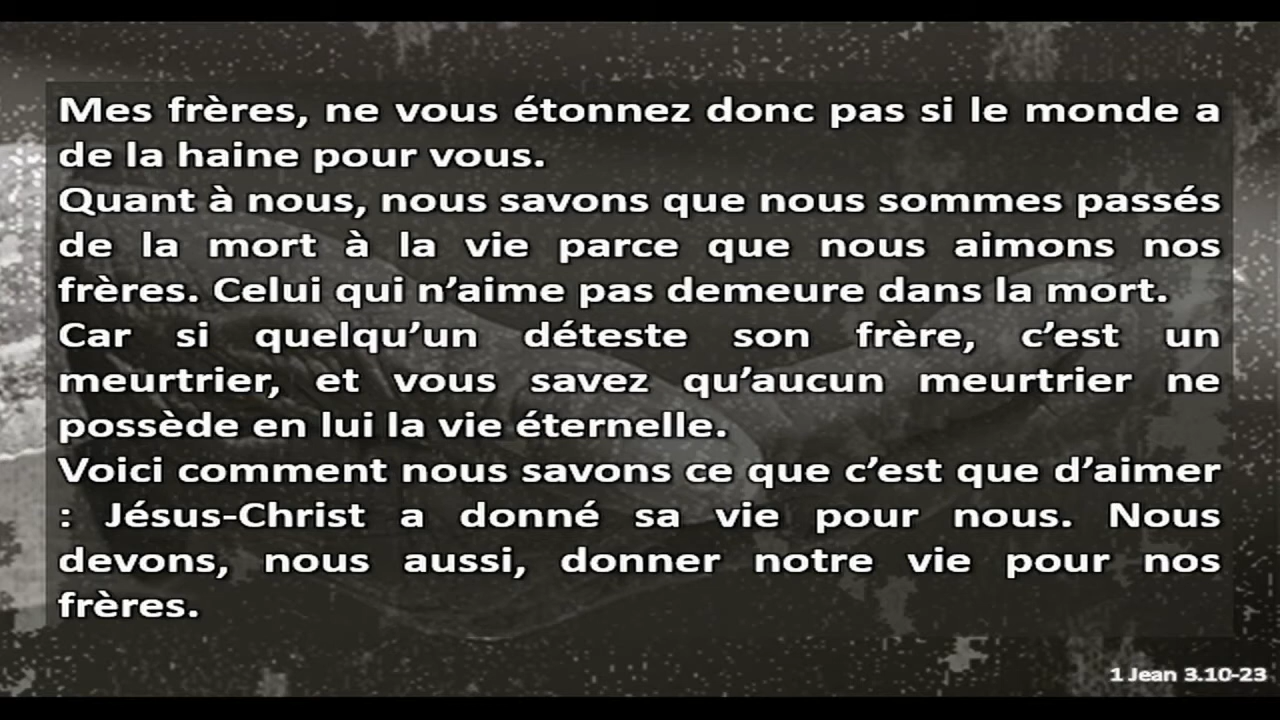 Mes frères, ne vous étonnez donc pas si le monde a
de la haine pour vous.
Quant à nous, nous savons que nous sommes passés
de la mort à la vie parce que nous aimons nos
frères. Celui qui n’aime pas demeure dans la mort.
Car si quelqu’un déteste son frère, c’est un
meurtrier, et vous savez qu’aucun meurtrier ne
possède en lui la vie éternelle.
Voici comment nous savons ce que c’est que d’aimer
: Jésus-Christ a donné sa vie pour nous. Nous
devons, nous aussi, donner notre vie pour nos
frères.
1 Jean 3.10-23